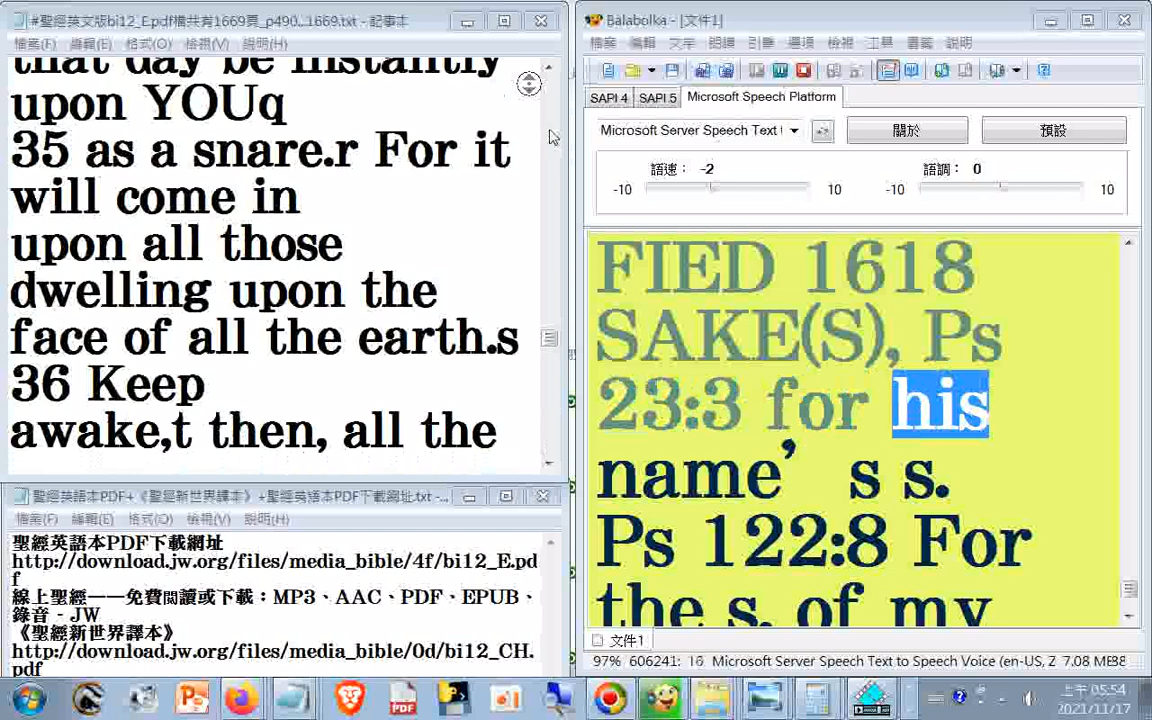 #聖經英文版bi12_E.pdf檔共有1669頁_p490...1669.txt - 記事本
檔案(F) 編輯(E) 格式(O) 檢視(V) 說明(H)
that day be instantly
upon YOUq
35 as a snare.r For it
will come in
upon all those
dwelling upon the
face of all the earth.s
36 Keep
awake,t then, all the
聖經英語本PDF+《聖經新世界譯本》+聖經英語本PDF下載網址.txt - ...
檔案(F) 編輯(E) 格式(O) 檢視(V) 說明(H)
聖經英語本PDF下載網址
http://download.jw.org/files/media_bible/4f/bi12_E.pd
f
線上聖經——免費閱讀或下載：MP3、AAC、PDF、EPUB、
錄音 - JW
《聖經新世界譯本》
http://download.jw.org/files/media_bible/0d/bi12_CH.
pdf
Balabolka - [文件1]
檔案 編輯 文字 朗讀 引擎 選項 檢視 工具 書籤 說明
SAPI 4 SAPI 5 Microsoft Speech Platform
Microsoft Server Speech Text 關於 預設
語速： -2 語調： 0
-10 10 -10 10
FIED 1618
SAKE(S), Ps
23:3 for his
name’s s.
Ps 122:8 For
the s. of my
文件1
97% 606241: Microsoft Server Speech Text to Speech Voice (en-US, Z 7.08 MB
上午 05:54
2021/11/17